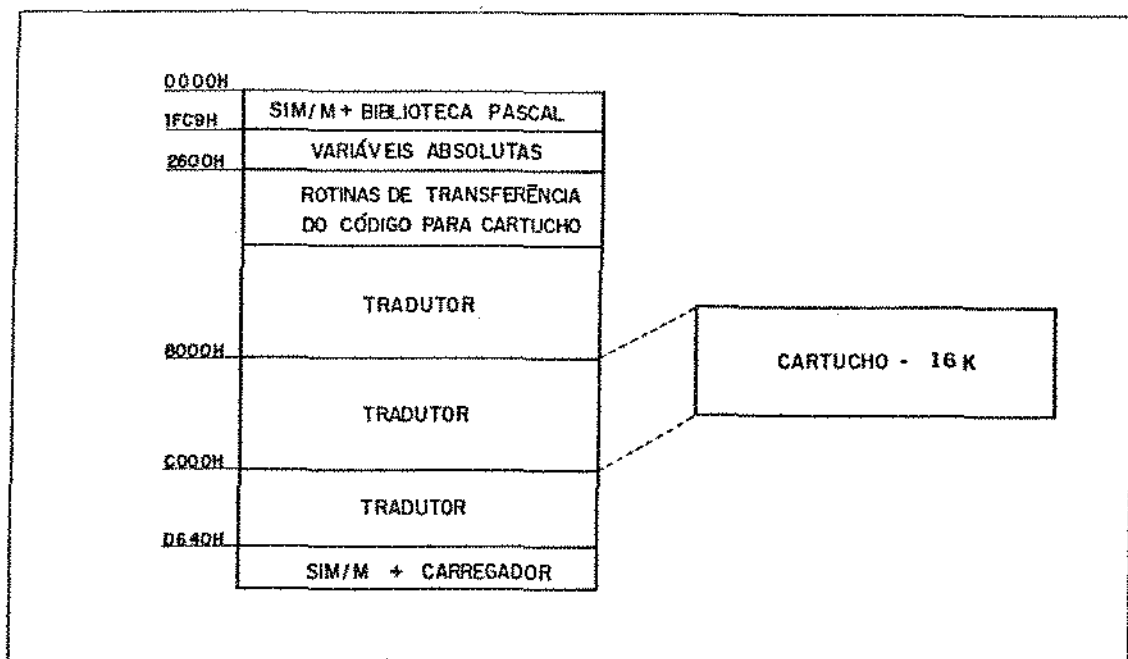 0000H
SIM/M + BIBLIOTECA PASCAL
1FC9H
VARIÁVEIS ABSOLUTAS
2600H
ROTINAS DE TRANSFERÊNCIA
DO CÓDIGO PARA CARTUCHO
TRADUTOR
8000H
CARTUCHO - 16K
TRADUTOR
C000H
TRADUTOR
D640H
SIM/M + CARREGADOR